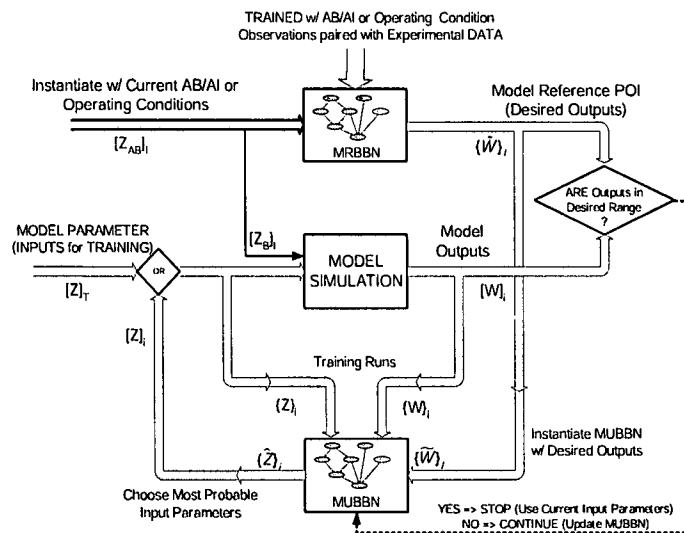 TRAINED w/ AB/AI or Operating Condition
Observations paired with Experimental DATA
Instantiate w/ Current AB/AI or
Operating Conditions
[Z_AB]_I
MRBBN
Model Reference POI
(Desired Outputs)
{W̃}_I
ARE Outputs in
Desired Range
?
MODEL PARAMETER
(INPUTS for TRAINING)
[Z]_T
OR
[Z_B]_I
MODEL
SIMULATION
Model
Outputs
[W]_i
[Z]_i
Training Runs
{Z}_i
{W}_i
{Z̃}_i
MUBBN
{W̃}_I
Instantiate MUBBN
w/ Desired Outputs
Choose Most Probable
Input Parameters
YES => STOP (Use Current Input Parameters)
NO => CONTINUE (Update MUBBN)